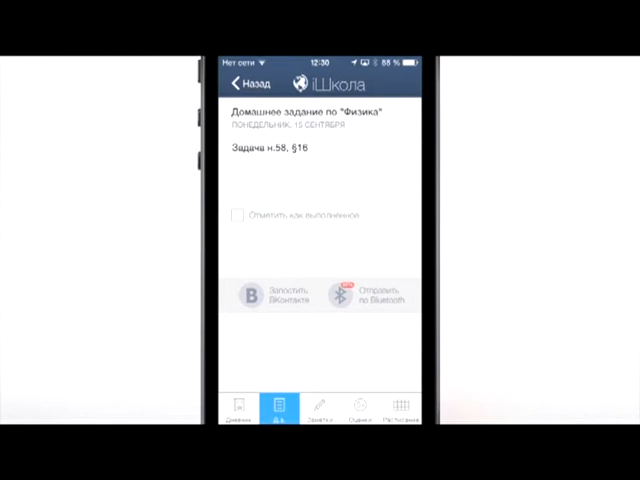 Нет сети 12:30 88 %
Назад iШкола
Домашнее задание по "Физика"
ПОНЕДЕЛЬНИК, 15 СЕНТЯБРЯ
Задача н.58, §16
Отметить как выполненное
Запостить
ВКонтакте
Отправить
по Bluetooth
Дневник Д.з. Заметки Оценки Расписание